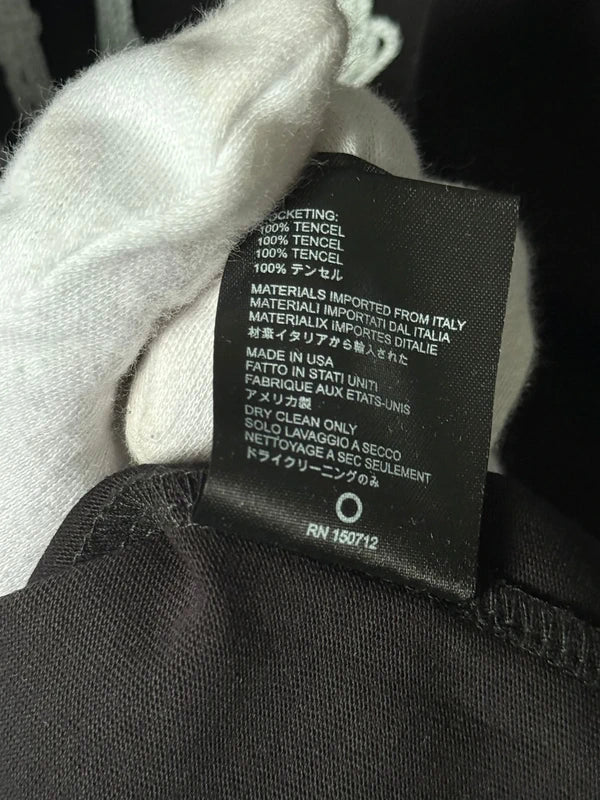 POCKETING:
100% TENCEL
100% TENCEL
100% TENCEL
100% テンセル
MATERIALS IMPORTED FROM ITALY
MATERIALI IMPORTATI DAL ITALIA
MATERIALIX IMPORTES D'ITALIE
材葉イタリアから輸入された
MADE IN USA
FATTO IN STATI UNITI
FABRIQUE AUX ETATS-UNIS
アメリカ製
DRY CLEAN ONLY
SOLO LAVAGGIO A SECCO
NETTOYAGE A SEC SEULEMENT
ドライクリーニングのみ
RN 150712